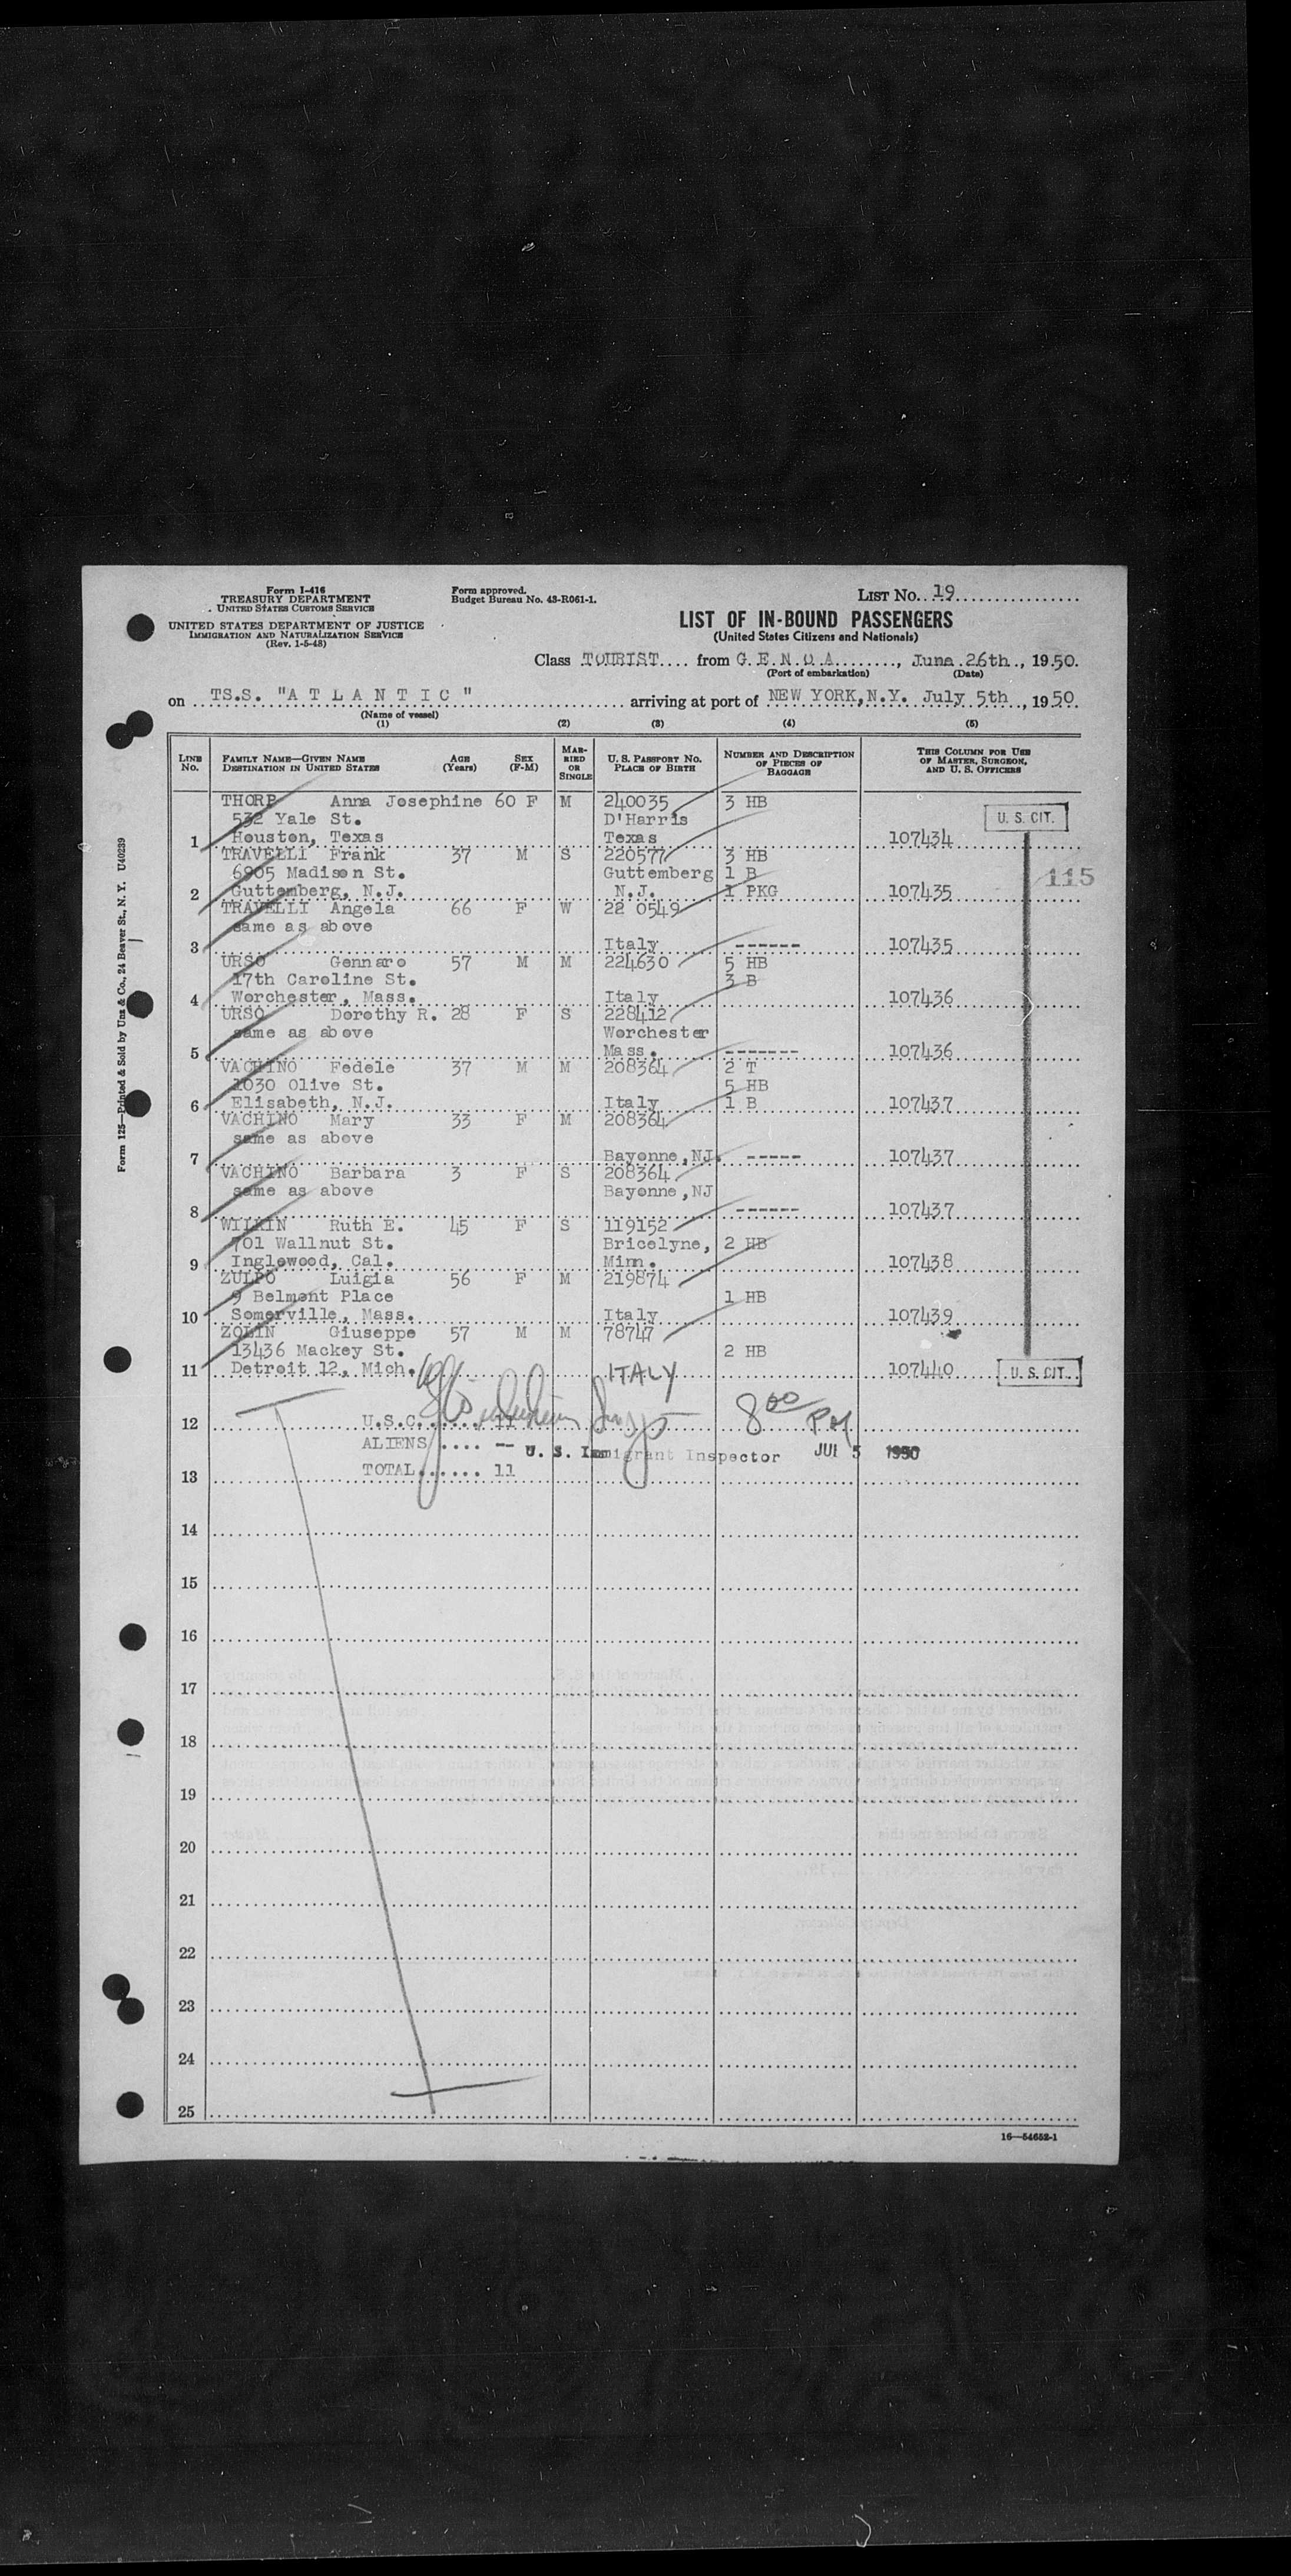 Form I-416
TREASURY DEPARTMENT
UNITED STATES CUSTOMS SERVICE
UNITED STATES DEPARTMENT OF JUSTICE
IMMIGRATION AND NATURALIZATION SERVICE
(Rev. 1-5-48)
Form approved.
Budget Bureau No. 43-R061-1.
LIST NO. 19
LIST OF IN-BOUND PASSENGERS
(United States Citizens and Nationals)
Class TOURIST from G.E.N.O.A., June 26th., 1950.
(Port of embarkation) (Date)
on TS.S. "A T L A N T I C" arriving at port of NEW YORK, N.Y. July 5th, 1950
(Name of vessel)
(1) (2) (3) (4) (5)
LINE NO. FAMILY NAME—GIVEN NAME DESTINATION IN UNITED STATES AGE (Years) SEX (F-M) MARRIED OR SINGLE U. S. PASSPORT NO. PLACE OF BIRTH NUMBER AND DESCRIPTION OF PIECES OF BAGGAGE THIS COLUMN FOR USE OF MASTER, SURGEON, AND U. S. OFFICERS
THORP Anna Josephine 60 F M 240035 3 HB
532 Yale St. D'Harris U. S. CIT.
1 Houston, Texas Texas 107434
TRAVELLI Frank 37 M S 220577 3 HB
6905 Madison St. Guttemberg 1 B 115
2 Guttemberg, N.J. N.J. 1 PKG 107435
TRAVELLI Angela 66 F W 22 0549
same as above
3 Italy ------ 107435
URSO Gennaro 57 M M 224630 5 HB
17th Caroline St. 3 B
4 Worchester, Mass. Italy 107436
URSO Dorothy R. 28 F S 228412
same as above Worchester
5 Mass. ------- 107436
VACHINO Fedele 37 M M 208364 2 T
1030 Olive St. 5 HB
6 Elisabeth, N.J. Italy 1 B 107437
VACHINO Mary 33 F M 208364
same as above
7 Bayonne, NJ. ----- 107437
VACHINO Barbara 3 F S 208364
same as above Bayonne, NJ
8 ------ 107437
WILKIN Ruth E. 45 F S 119152
701 Wallnut St. Bricelyne, 2 HB
9 Inglewood, Cal. Minn. 107438
ZULPO Luigia 56 F M 219874
9 Belmont Place 1 HB
10 Somerville, Mass. Italy 107439
ZOLIN Giuseppe 57 M M 78747
13436 Mackey St. 2 HB
11 Detroit 12, Mich. ITALY 107440 U. S. CIT.
12 U.S.C. ..... 11 8 00 P.M
ALIENS .... -- U. S. Immigrant Inspector JUL 5 1950
13 TOTAL ...... 11
14
15
16
17
18
19
20
21
22
23
24
25
16—54652-1
Form 125—Printed & Sold by Unz & Co., 24 Beaver St., N. Y. U40239